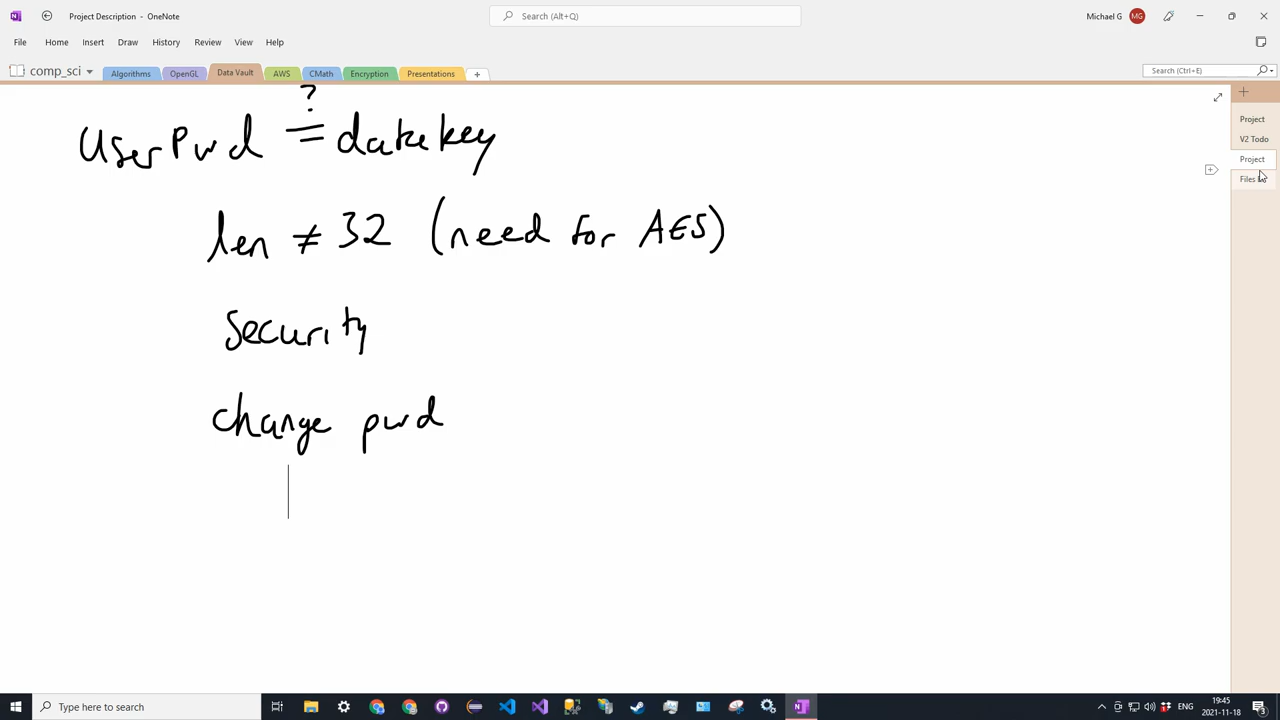 Project Description - OneNote
Search (Alt+Q)
Michael G
MG
File Home Insert Draw History Review View Help
comp_sci
Algorithms OpenGL Data Vault AWS CMath Encryption Presentations +
Search (Ctrl+E)
?
UserPwd = datakey
len ≠ 32 (need for AES)
Security
change pwd
Project
V2 Todo
Project
Files
Type here to search
ENG
19:45
2021-11-18